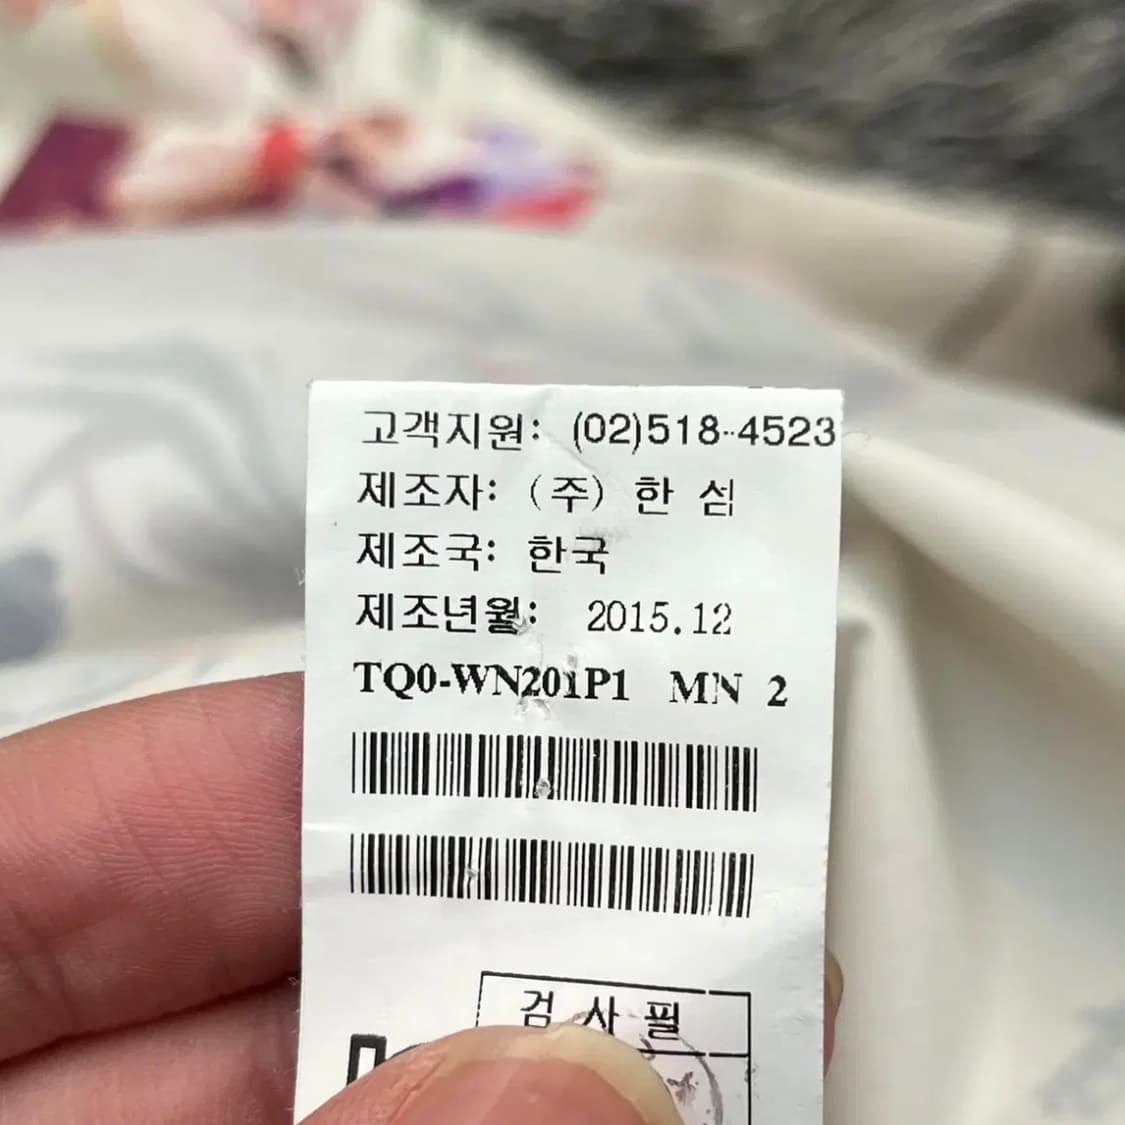 고객지원: (02)518-4523
제조자: (주) 한 섬
제조국: 한국
제조년월: 2015.12
TQ0-WN201P1 MN 2
검 사 필